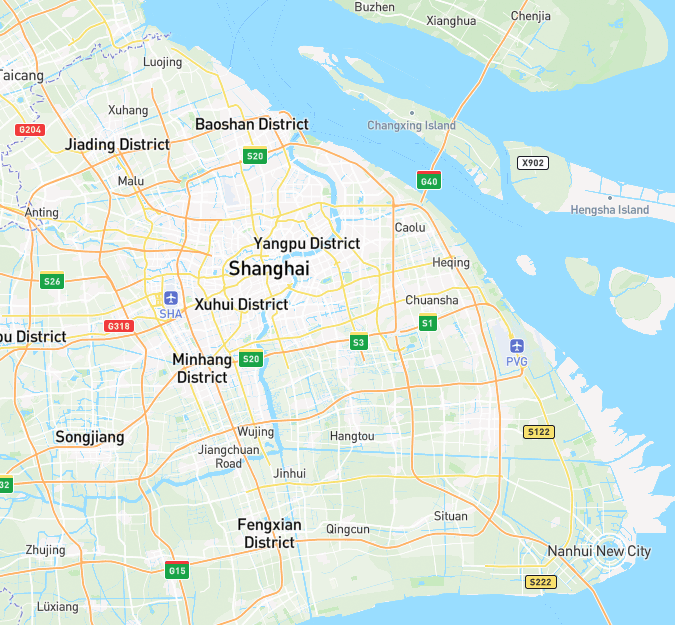 Buzhen
Chenjia
Xianghua
Luojing
Taicang
Xuhang
Baoshan District
Changxing Island
G204
Jiading District
S20
X902
Malu
G40
Anting
Hengsha Island
Caolu
Yangpu District
Shanghai
Heqing
S26
SHA
Xuhui District
Chuansha
G318
S1
S3
District
Minhang
District
S20
PVG
Songjiang
Wujing
Hangtou
S122
Jiangchuan
Road
Jinhui
32
Fengxian
District
Qingcun
Situan
Zhujing
Nanhui New City
G15
S222
Lüxiang